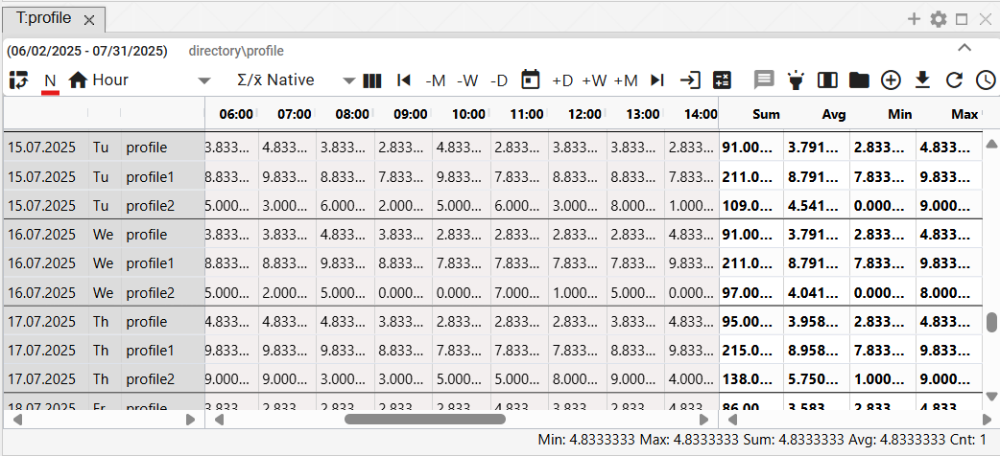 T:profile
(06/02/2025 - 07/31/2025) directory\profile
N Hour Σ/x̄ Native -M -W -D +D +W +M
06:00 07:00 08:00 09:00 10:00 11:00 12:00 13:00 14:00 Sum Avg Min Max
15.07.2025 Tu profile 3.833... 4.833... 3.833... 2.833... 4.833... 2.833... 3.833... 3.833... 2.833... 91.00... 3.791... 2.833... 4.833...
15.07.2025 Tu profile1 8.833... 9.833... 8.833... 7.833... 9.833... 7.833... 8.833... 8.833... 7.833... 211.0... 8.791... 7.833... 9.833...
15.07.2025 Tu profile2 5.000... 3.000... 6.000... 2.000... 5.000... 6.000... 3.000... 8.000... 1.000... 109.0... 4.541... 0.000... 9.000...
16.07.2025 We profile 3.833... 3.833... 4.833... 3.833... 2.833... 2.833... 2.833... 2.833... 4.833... 91.00... 3.791... 2.833... 4.833...
16.07.2025 We profile1 8.833... 8.833... 9.833... 8.833... 7.833... 7.833... 7.833... 7.833... 9.833... 211.0... 8.791... 7.833... 9.833...
16.07.2025 We profile2 5.000... 2.000... 5.000... 0.000... 0.000... 7.000... 1.000... 5.000... 0.000... 97.00... 4.041... 0.000... 8.000...
17.07.2025 Th profile 4.833... 4.833... 4.833... 3.833... 2.833... 2.833... 2.833... 3.833... 4.833... 95.00... 3.958... 2.833... 4.833...
17.07.2025 Th profile1 9.833... 9.833... 9.833... 8.833... 7.833... 7.833... 7.833... 8.833... 9.833... 215.0... 8.958... 7.833... 9.833...
17.07.2025 Th profile2 9.000... 9.000... 3.000... 3.000... 5.000... 5.000... 8.000... 9.000... 4.000... 138.0... 5.750... 1.000... 9.000...
18.07.2025 Fr profile 3.833... 2.833... 2.833... 2.833... 2.833... 4.833... 3.833... 2.833... 4.833... 86.00... 3.583... 2.833... 4.833...
Min: 4.8333333 Max: 4.8333333 Sum: 4.8333333 Avg: 4.8333333 Cnt: 1